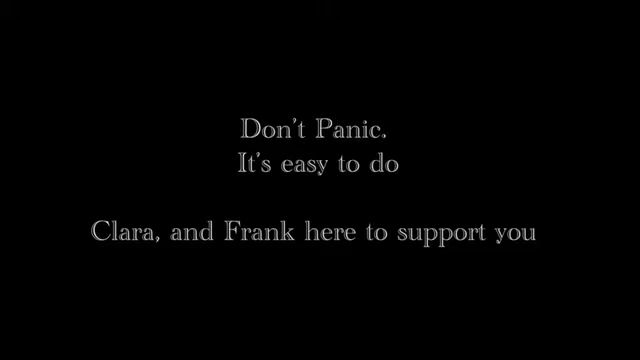 Don't Panic.
It's easy to do
Clara, and Frank here to support you